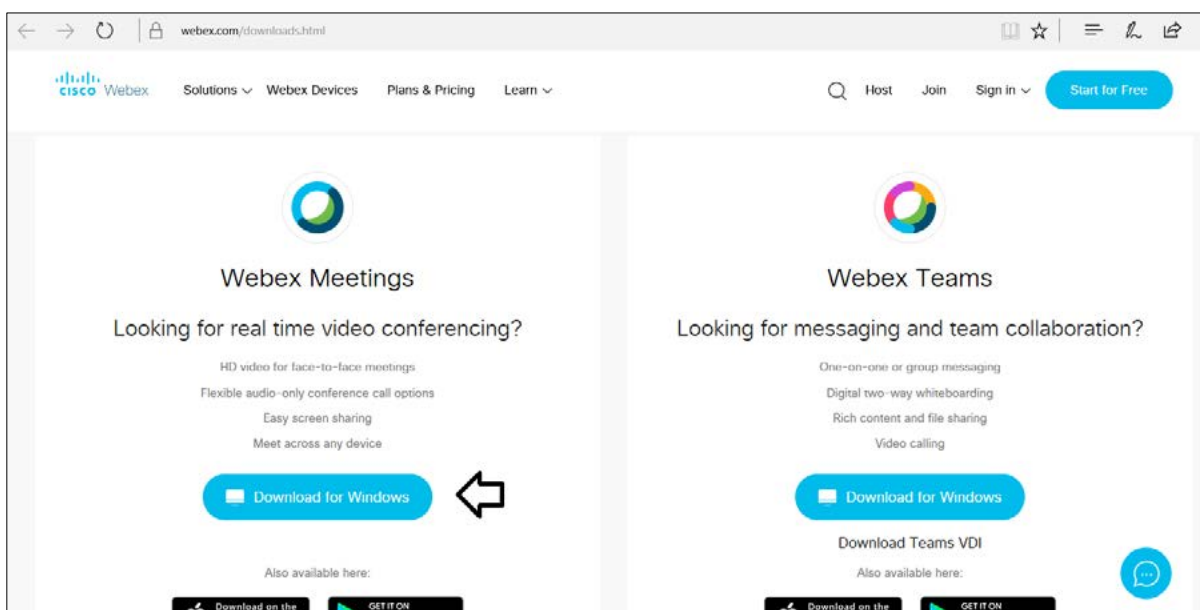 webex.com/downloads.html
CISCO Webex Solutions Webex Devices Plans & Pricing Learn Host Join Sign in Start for Free
Webex Meetings
Looking for real time video conferencing?
HD video for face-to-face meetings
Flexible audio-only conference call options
Easy screen sharing
Meet across any device
Download for Windows
Also available here:
Download on the
GET IT ON
Webex Teams
Looking for messaging and team collaboration?
One-on-one or group messaging
Digital two-way whiteboarding
Rich content and file sharing
Video calling
Download for Windows
Download Teams VDI
Also available here:
Download on the
GET IT ON